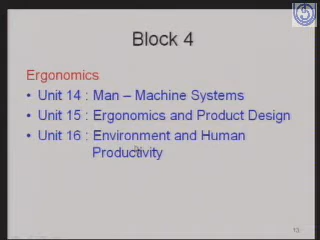 Block 4
Ergonomics
• Unit 14 : Man – Machine Systems
• Unit 15 : Ergonomics and Product Design
• Unit 16 : Environment and Human
Productivity